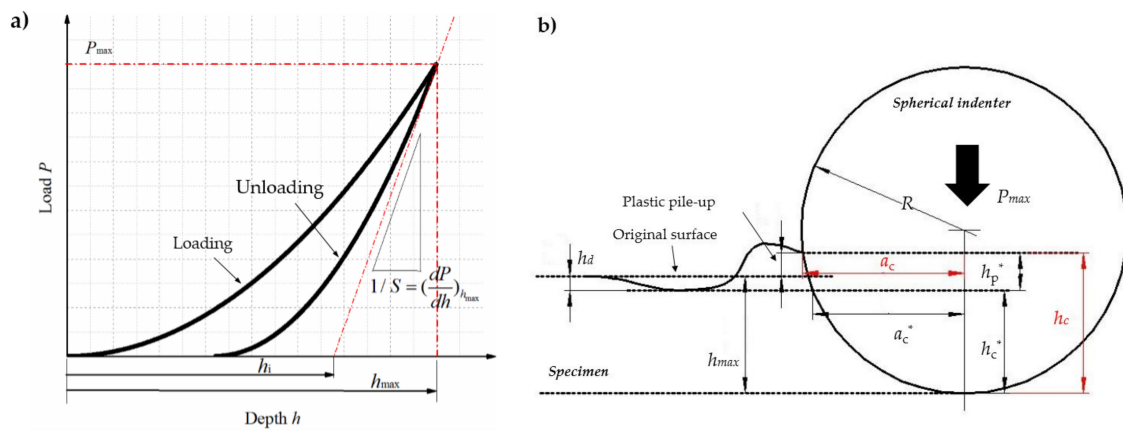 a)
P_max
Load P
Unloading
Loading
1/S = (dP/dh)_h_max
h_i
h_max
Depth h
b)
Spherical indenter
P_max
R
Plastic pile-up
Original surface
h_d
a_c
h_p^*
h_c
a_c^*
h_c^*
h_max
Specimen